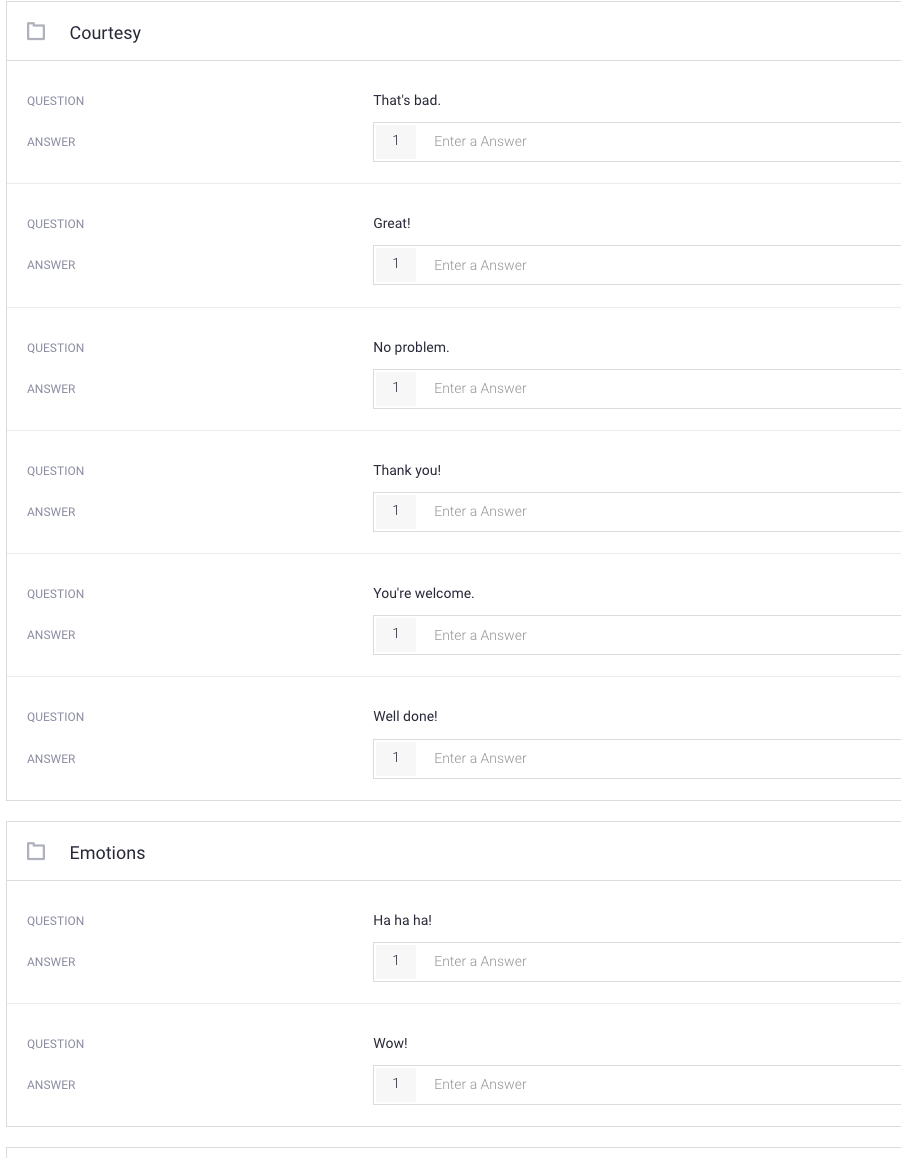 Courtesy
QUESTION That's bad.
ANSWER 1 Enter a Answer
QUESTION Great!
ANSWER 1 Enter a Answer
QUESTION No problem.
ANSWER 1 Enter a Answer
QUESTION Thank you!
ANSWER 1 Enter a Answer
QUESTION You're welcome.
ANSWER 1 Enter a Answer
QUESTION Well done!
ANSWER 1 Enter a Answer
Emotions
QUESTION Ha ha ha!
ANSWER 1 Enter a Answer
QUESTION Wow!
ANSWER 1 Enter a Answer